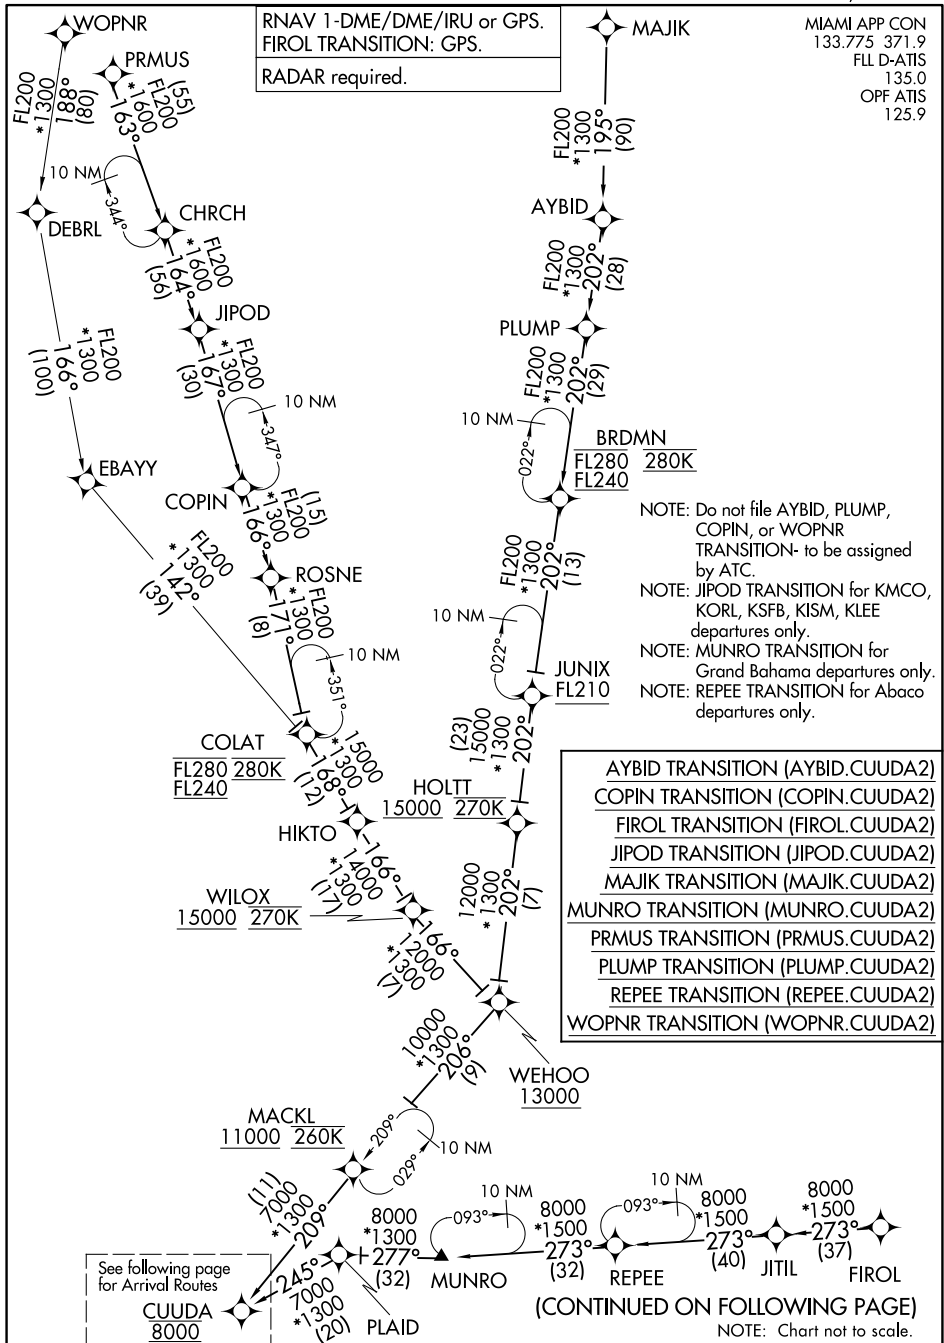 WOPNR
PRMUS
RNAV 1-DME/DME/IRU or GPS.
FIROL TRANSITION: GPS.
RADAR required.
MAJIK
MIAMI APP CON
133.775 371.9
FLL D-ATIS
135.0
OPF ATIS
125.9
FL200
*1300
188°
(80)
(55)
FL200
*1600
163°
FL200
*1300
195°
(90)
10 NM
344°
DEBRL
CHRCH
AYBID
FL200
*1600
164°
(56)
FL200
*1300
202°
(28)
JIPOD
PLUMP
FL200
*1300
166°
(100)
FL200
*1300
167°
(30)
FL200
*1300
202°
(29)
10 NM
347°
10 NM
022°
BRDMN
FL280 280K
FL240
EBAYY
COPIN
(15)
FL200
*1300
166°
NOTE: Do not file AYBID, PLUMP,
COPIN, or WOPNR
TRANSITION- to be assigned
by ATC.
NOTE: JIPOD TRANSITION for KMCO,
KORL, KSFB, KISM, KLEE
departures only.
NOTE: MUNRO TRANSITION for
Grand Bahama departures only.
NOTE: REPEE TRANSITION for Abaco
departures only.
FL200
*1300
142°
(39)
ROSNE
FL200
*1300
171°
(8)
FL200
*1300
202°
(13)
10 NM
351°
10 NM
022°
JUNIX
FL210
COLAT
FL280 280K
FL240
15000
*1300
168°
(12)
(23)
15000
*1300
202°
HOLTT
15000 270K
HIKTO
166°
14000
*1300
(17)
WILOX
15000 270K
166°
12000
*1300
(7)
12000
*1300
202°
(7)
AYBID TRANSITION (AYBID.CUUDA2)
COPIN TRANSITION (COPIN.CUUDA2)
FIROL TRANSITION (FIROL.CUUDA2)
JIPOD TRANSITION (JIPOD.CUUDA2)
MAJIK TRANSITION (MAJIK.CUUDA2)
MUNRO TRANSITION (MUNRO.CUUDA2)
PRMUS TRANSITION (PRMUS.CUUDA2)
PLUMP TRANSITION (PLUMP.CUUDA2)
REPEE TRANSITION (REPEE.CUUDA2)
WOPNR TRANSITION (WOPNR.CUUDA2)
10000
*1300
206°
(9)
WEHOO
13000
MACKL
11000 260K
209°
029°
10 NM
(11)
7000
*1300
209°
8000
*1300
277°
(32)
093°
10 NM
8000
*1500
273°
(32)
093°
10 NM
8000
*1500
273°
(40)
8000
*1500
273°
(37)
MUNRO
REPEE
JITIL
FIROL
See following page
for Arrival Routes
CUUDA
8000
245°
7000
*1300
(20)
PLAID
(CONTINUED ON FOLLOWING PAGE)
NOTE: Chart not to scale.